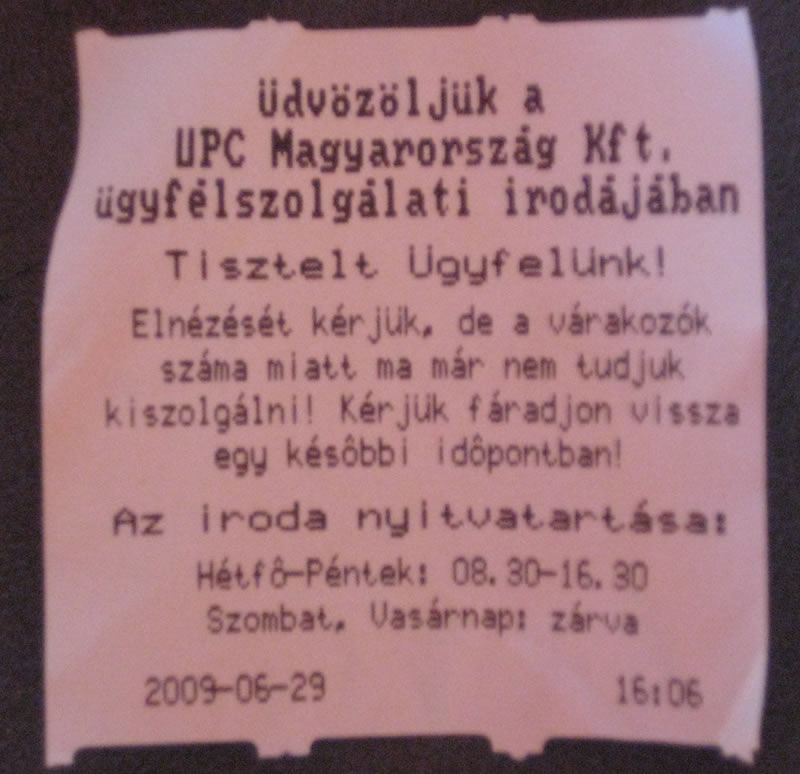 üdvözöljük a
UPC Magyarország Kft.
ügyfélszolgálati irodájában
Tisztelt Ügyfelünk!
Elnézését kérjük, de a várakozók
száma miatt ma már nem tudjuk
kiszolgálni! Kérjük fáradjon vissza
egy késôbbi idôpontban!
Az iroda nyitvatartása:
Hétfô-Péntek: 08.30-16.30
Szombat, Vasárnap: zárva
2009-06-29 16:06